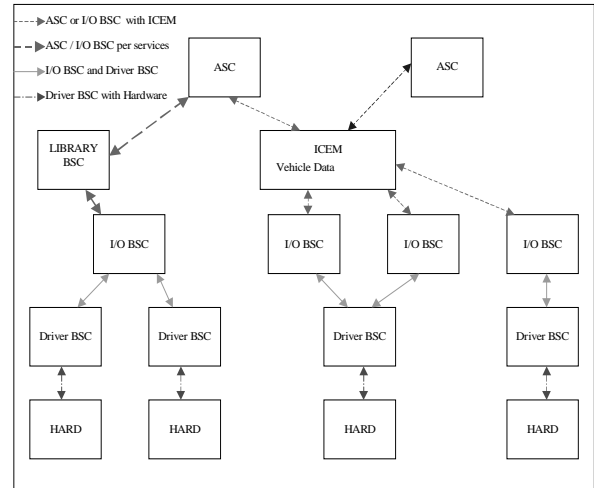 ASC or I/O BSC with ICEM
ASC / I/O BSC per services
I/O BSC and Driver BSC
Driver BSC with Hardware
ASC
ASC
LIBRARY
BSC
ICEM
Vehicle Data
I/O BSC
I/O BSC
I/O BSC
I/O BSC
Driver BSC
Driver BSC
Driver BSC
Driver BSC
HARD
HARD
HARD
HARD